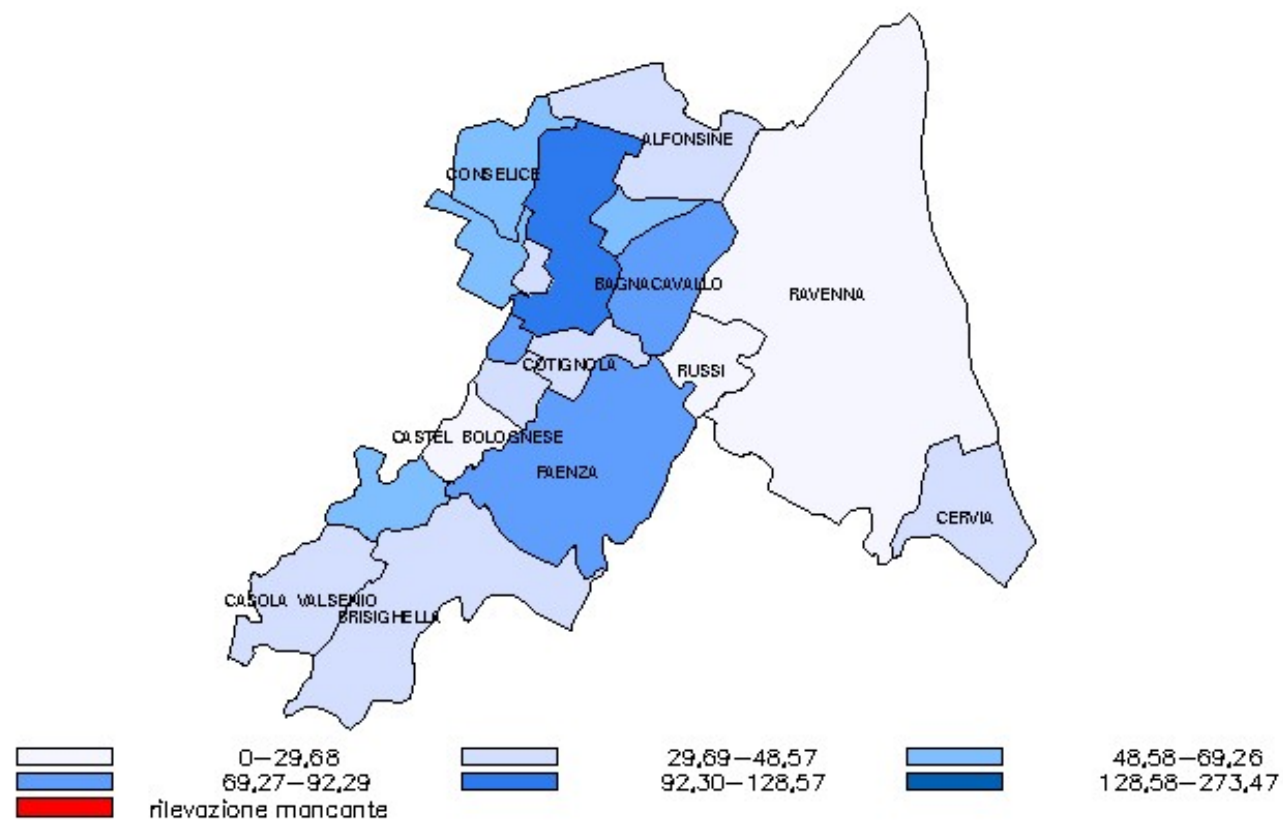 ALFONSINE
CONSELICE
BAGNACAVALLO
RAVENNA
COTIGNOLA
RUSSI
CASTEL BOLOGNESE
FAENZA
CERVIA
CASOLA VALSENIO
BRISIGHELLA
0-29,68 29,69-48,57 48,58-69,26
69,27-92,29 92,30-128,57 128,58-273,47
rilevazione mancante